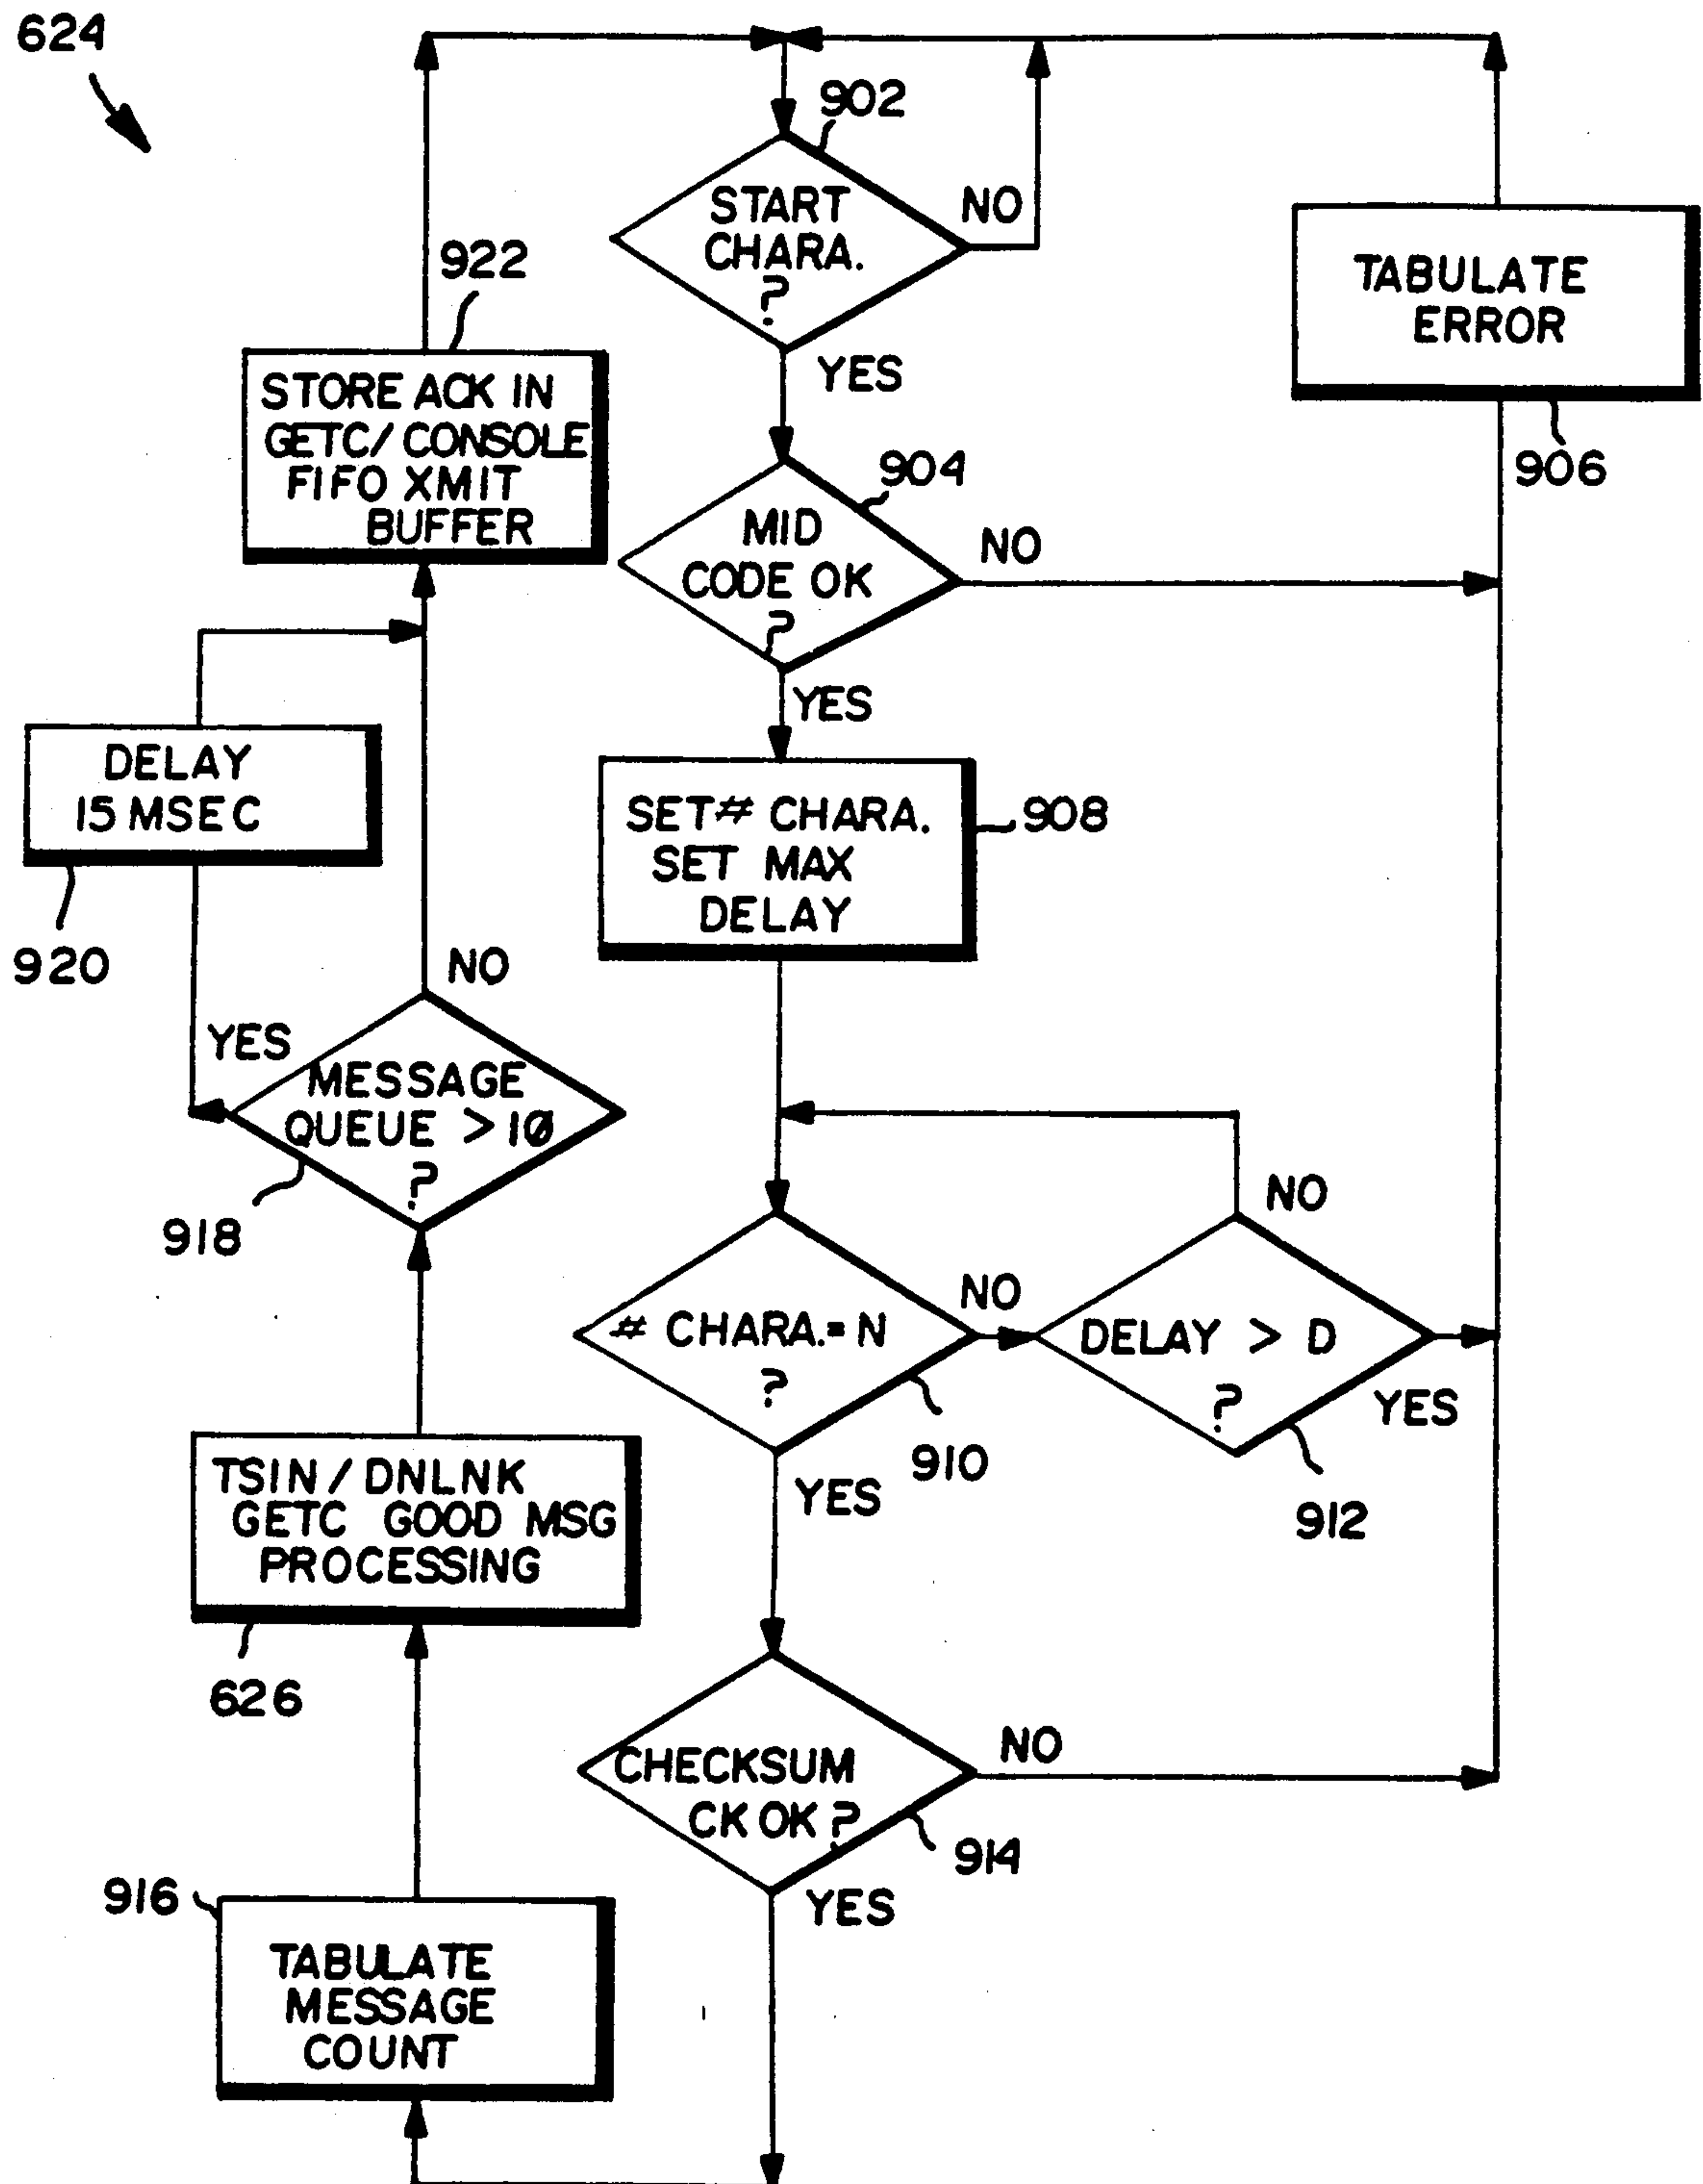 624
902
START
CHARA.
?
NO
YES
TABULATE
ERROR
906
922
STORE ACK IN
GETC/CONSOLE
FIFO XMIT
BUFFER
904
MID
CODE OK
?
NO
YES
DELAY
15 MSEC
920
SET # CHARA.
SET MAX
DELAY
908
NO
YES
MESSAGE
QUEUE > 10
?
918
# CHARA. = N
?
NO
910
YES
NO
DELAY > D
?
YES
912
TSIN / DNLNK
GETC GOOD MSG
PROCESSING
626
CHECKSUM
CK OK ?
NO
914
YES
916
TABULATE
MESSAGE
COUNT